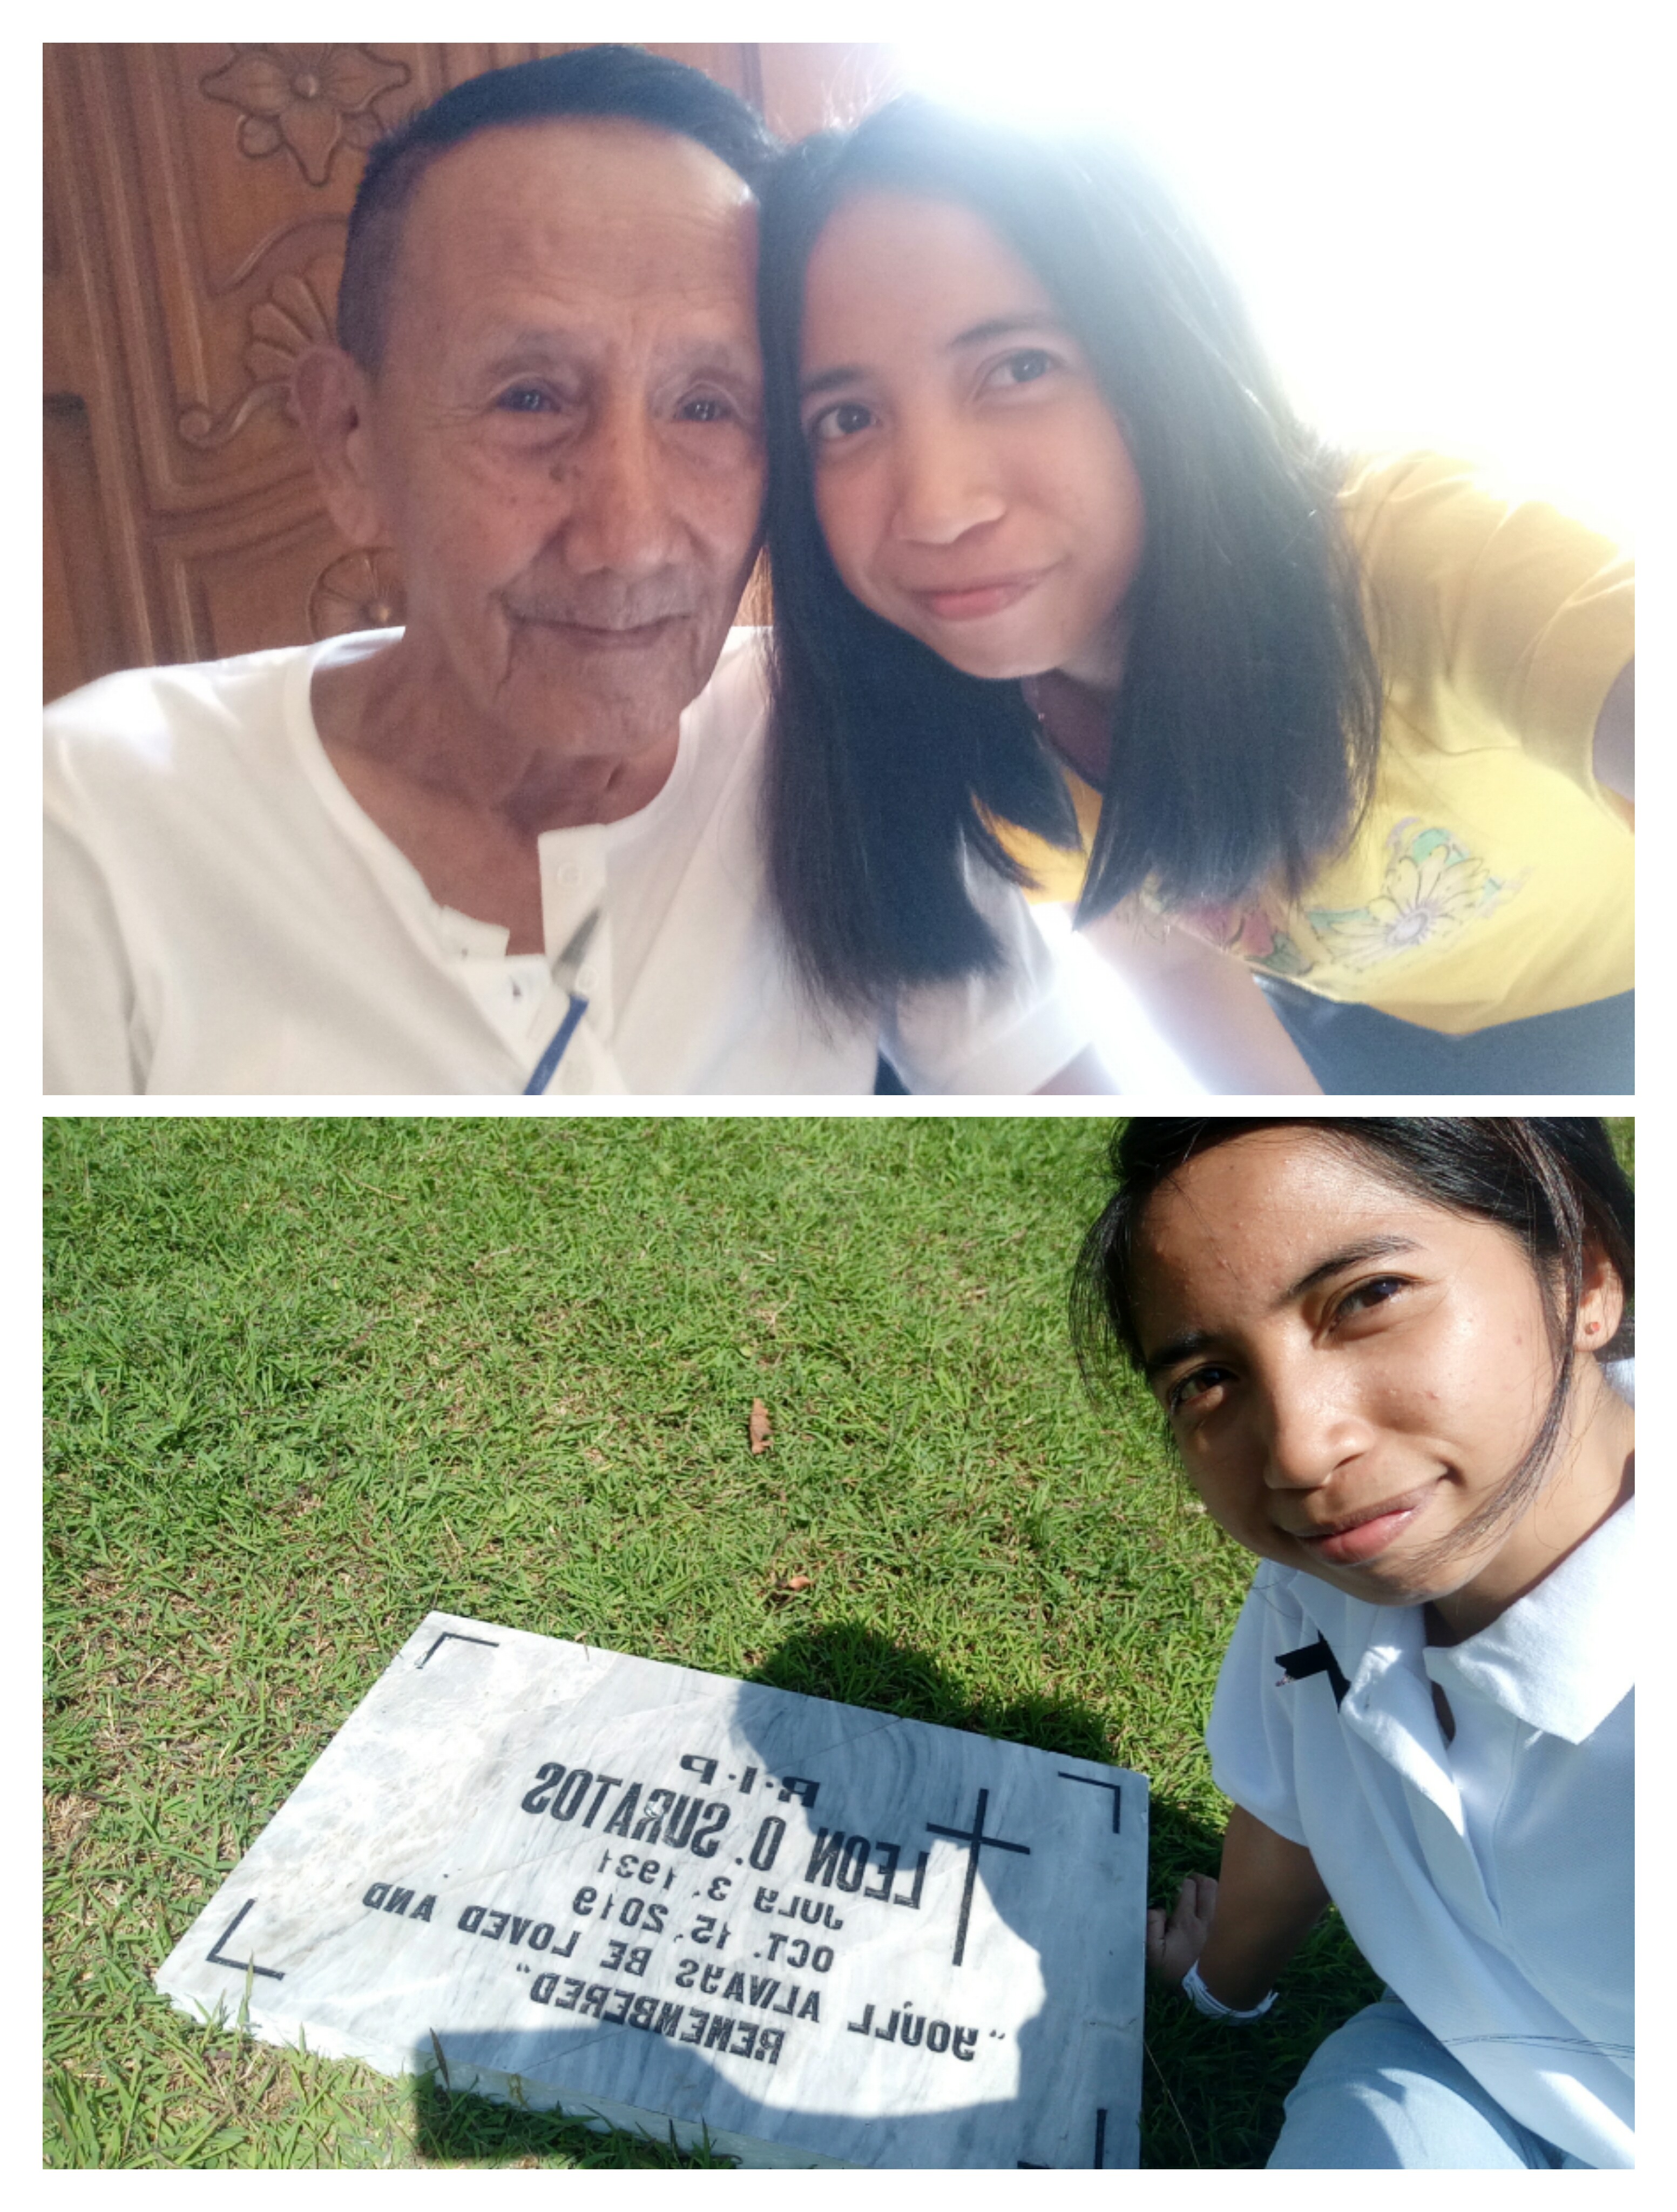 R.I.P
LEON O. SURATOS
JULY 3, 1931
OCT. 15, 2019
"YOU'LL ALWAYS BE LOVED AND
REMEMBERED"